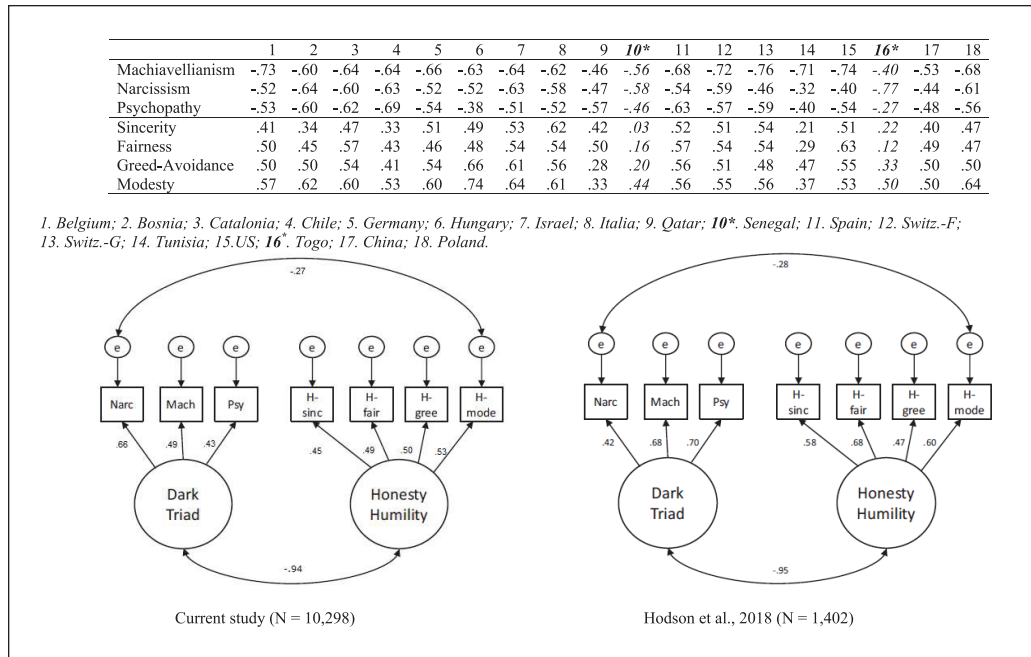 1 2 3 4 5 6 7 8 9 10* 11 12 13 14 15 16* 17 18
Machiavellianism -.73 -.60 -.64 -.64 -.66 -.63 -.64 -.62 -.46 -.56 -.68 -.72 -.76 -.71 -.74 -.40 -.53 -.68
Narcissism -.52 -.64 -.60 -.63 -.52 -.52 -.63 -.58 -.47 -.58 -.54 -.59 -.46 -.32 -.40 -.77 -.44 -.61
Psychopathy -.53 -.60 -.62 -.69 -.54 -.38 -.51 -.52 -.57 -.46 -.63 -.57 -.59 -.40 -.54 -.27 -.48 -.56
Sincerity .41 .34 .47 .33 .51 .49 .53 .62 .42 .03 .52 .51 .54 .21 .51 .22 .40 .47
Fairness .50 .45 .57 .43 .46 .48 .54 .54 .50 .16 .57 .54 .54 .29 .63 .12 .49 .47
Greed-Avoidance .50 .50 .54 .41 .54 .66 .61 .56 .28 .20 .56 .51 .48 .47 .55 .33 .50 .50
Modesty .57 .62 .60 .53 .60 .74 .64 .61 .33 .44 .56 .55 .56 .37 .53 .50 .50 .64
1. Belgium; 2. Bosnia; 3. Catalonia; 4. Chile; 5. Germany; 6. Hungary; 7. Israel; 8. Italia; 9. Qatar; 10*. Senegal; 11. Spain; 12. Switz.-F;
13. Switz.-G; 14. Tunisia; 15.US; 16*. Togo; 17. China; 18. Poland.
-.27
e e e e e e e
Narc Mach Psy H-sinc H-fair H-gree H-mode
.66 .49 .43 .45 .49 .50 .53
Dark
Triad
Honesty
Humility
-.94
Current study (N = 10,298)
-.28
e e e e e e e
Narc Mach Psy H-sinc H-fair H-gree H-mode
.42 .68 .70 .58 .68 .47 .60
Dark
Triad
Honesty
Humility
-.95
Hodson et al., 2018 (N = 1,402)